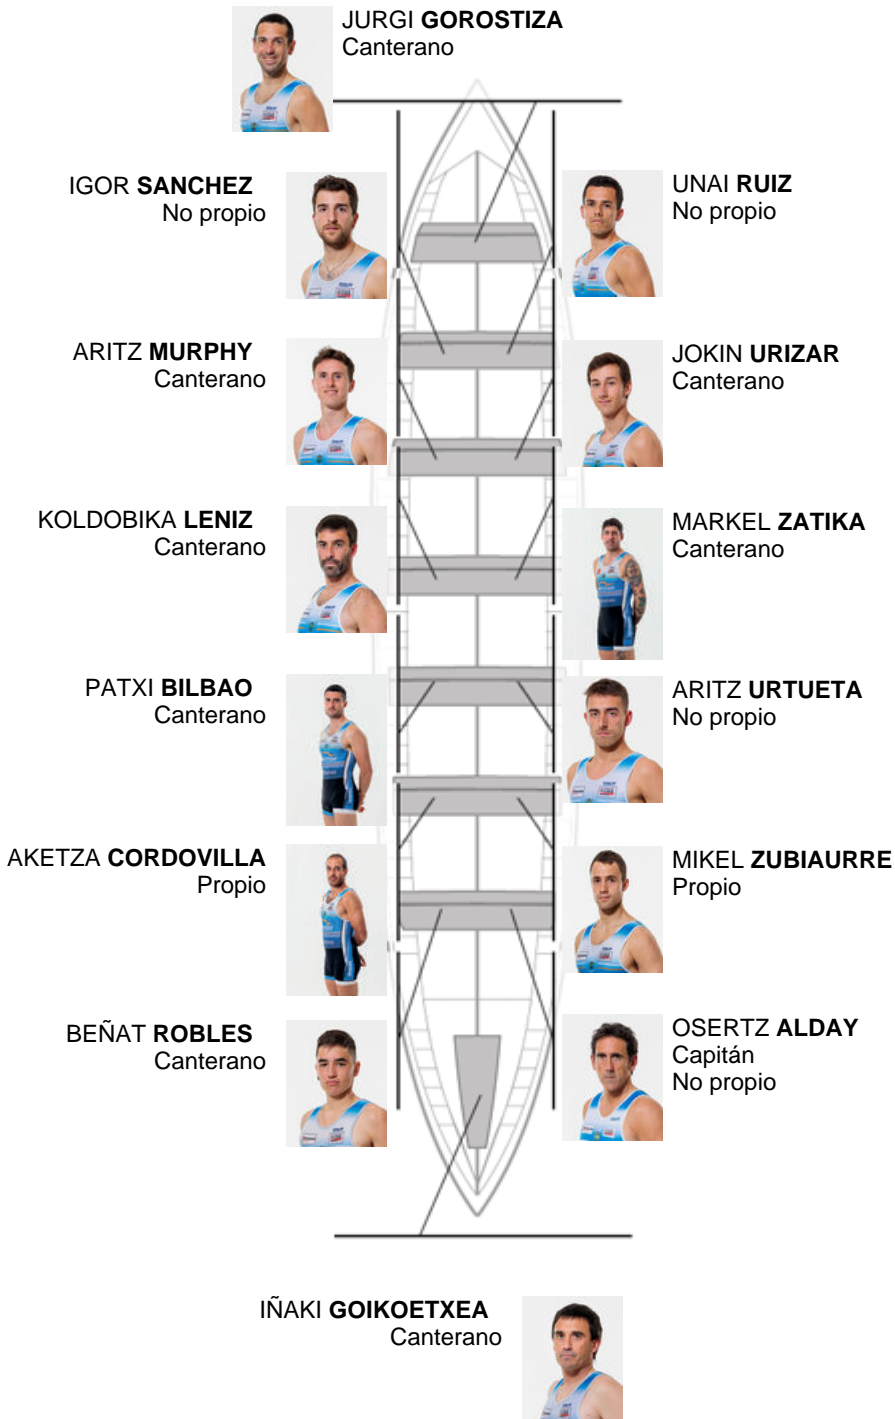 JURGI GOROSTIZA
Canterano
IGOR SANCHEZ
No propio
UNAI RUIZ
No propio
ARITZ MURPHY
Canterano
JOKIN URIZAR
Canterano
KOLDOBIKA LENIZ
Canterano
MARKEL ZATIKA
Canterano
PATXI BILBAO
Canterano
ARITZ URTUETA
No propio
AKETZA CORDOVILLA
Propio
MIKEL ZUBIAURRE
Propio
BEÑAT ROBLES
Canterano
OSERTZ ALDAY
Capitán
No propio
IÑAKI GOIKOETXEA
Canterano